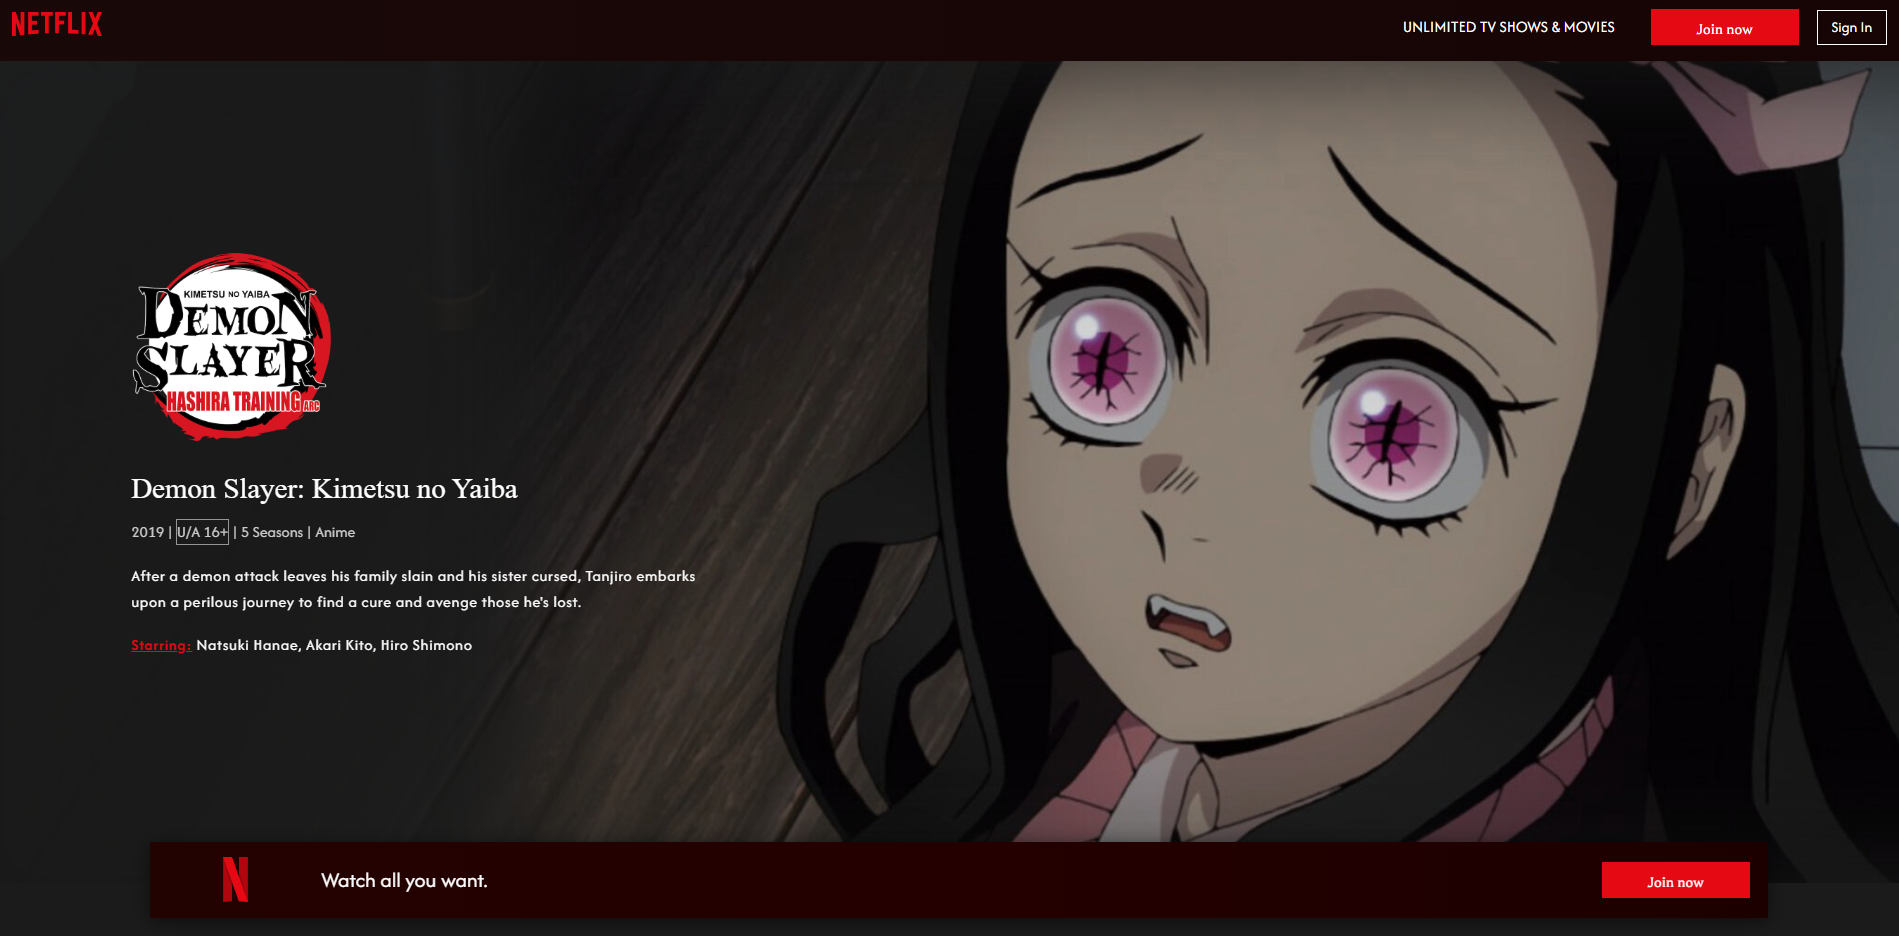 NETFLIX
UNLIMITED TV SHOWS & MOVIES
Join now
Sign In
KIMETSU NO YAIBA
DEMON
SLAYER
HASHIRA TRAINING ARC
Demon Slayer: Kimetsu no Yaiba
2019 | U/A 16+ | 5 Seasons | Anime
After a demon attack leaves his family slain and his sister cursed, Tanjiro embarks
upon a perilous journey to find a cure and avenge those he's lost.
Starring: Natsuki Hanae, Akari Kito, Hiro Shimono
N
Watch all you want.
Join now